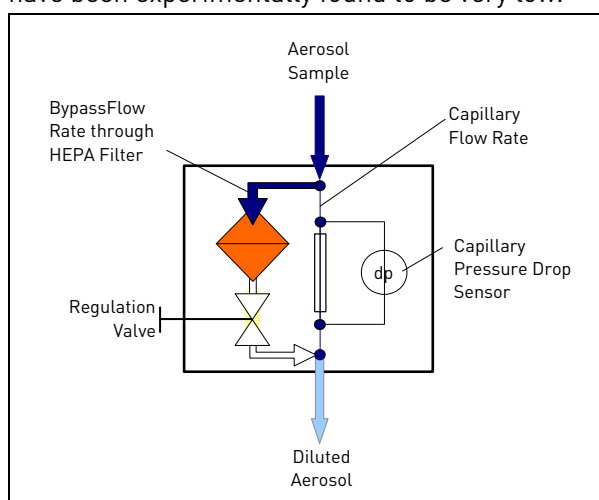 have been experimentally found to be very low.
Aerosol
Sample
BypassFlow
Rate through
HEPA Filter
Capillary
Flow Rate
Capillary
Pressure Drop
Sensor
dp
Regulation
Valve
Diluted
Aerosol